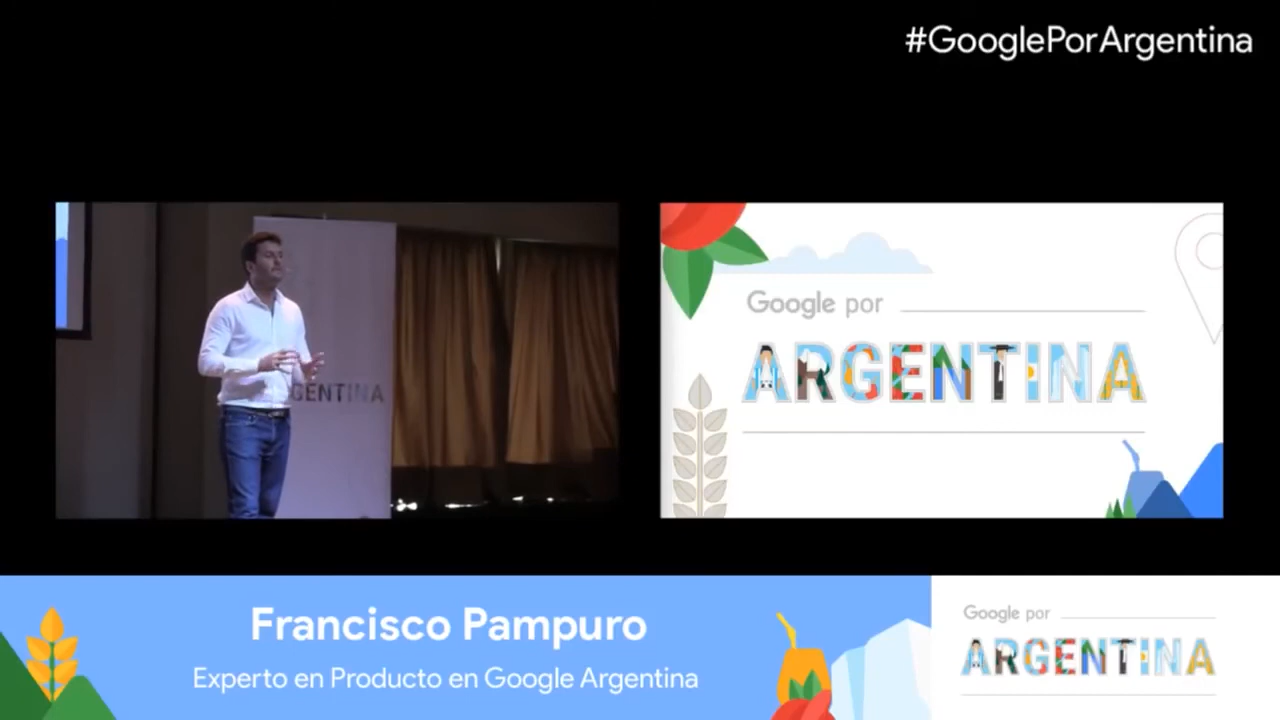 #GooglePorArgentina
GENTINA
Google por
ARGENTINA
Francisco Pampuro
Experto en Producto en Google Argentina
Google por
ARGENTINA